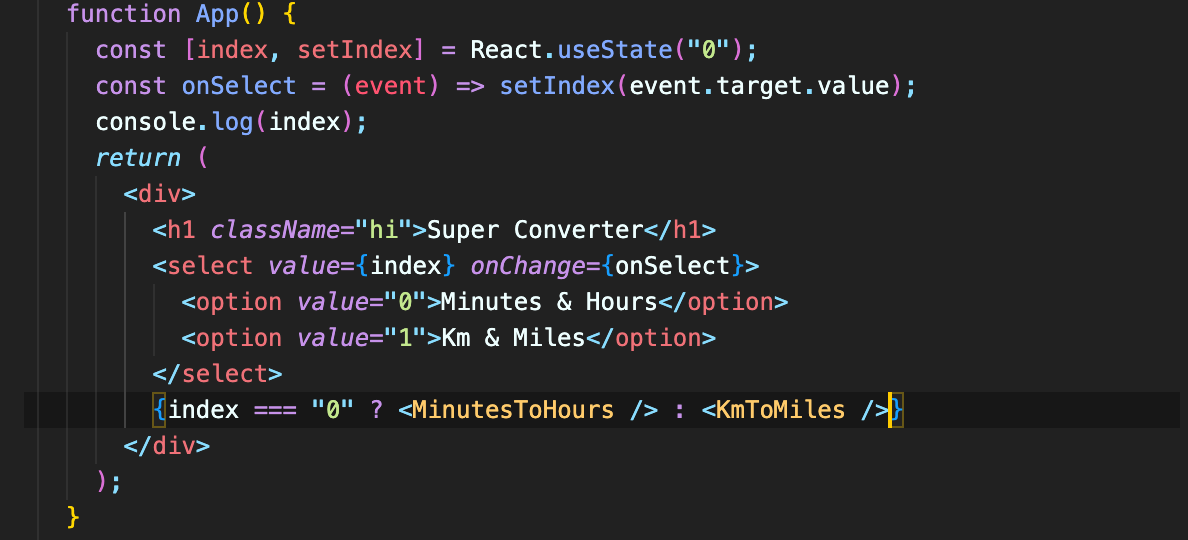 function App() {
const [index, setIndex] = React.useState("0");
const onSelect = (event) => setIndex(event.target.value);
console.log(index);
return (
<div>
<h1 className="hi">Super Converter</h1>
<select value={index} onChange={onSelect}>
<option value="0">Minutes & Hours</option>
<option value="1">Km & Miles</option>
</select>
{index === "0" ? <MinutesToHours /> : <KmToMiles />}
</div>
);
}